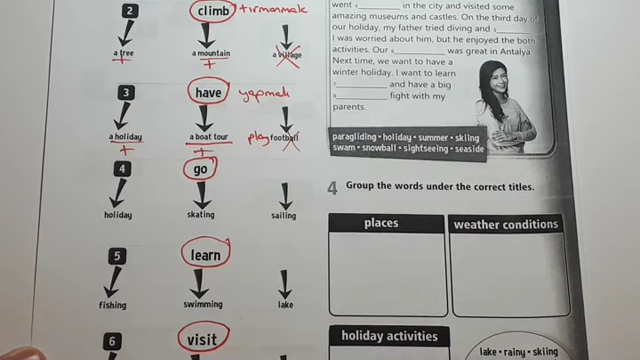 2
climb tırmanmak
a tree a mountain a village
3
have yapmak
a holiday a boat tour play football
4
go
holiday skating sailing
5
learn
fishing swimming lake
6
visit
went in the city and visited some
amazing museums and castles. On the third day of
our holiday, my father tried diving and
I was worried about him, but he enjoyed the both
activities. Our was great in Antalya.
Next time, we want to have a
winter holiday. I want to learn
7 and have a big
8 fight with my
parents.
paragliding • holiday • summer • skiing
swam • snowball • sightseeing • seaside
4 Group the words under the correct titles.
places weather conditions
holiday activities
lake • rainy • skiing